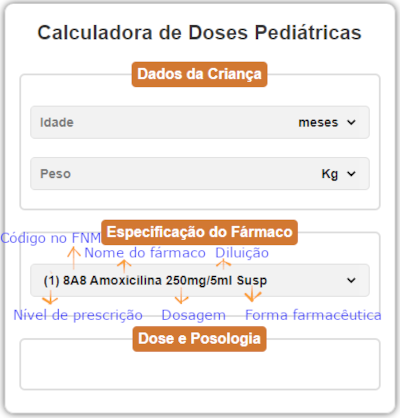 Calculadora de Doses Pediátricas
Dados da Criança
Idade meses
Peso Kg
Especificação do Fármaco
Código no FNM
Nome do fármaco Diluição
(1) 8A8 Amoxicilina 250mg/5ml Susp
Nível de prescrição Dosagem Forma farmacêutica
Dose e Posologia